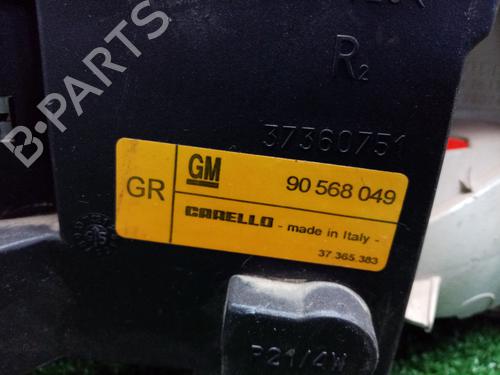 R2
37360751
GM
GR
90 568 049
CARELLO - made in Italy -
37.365.383
P21/4W
B-PARTS